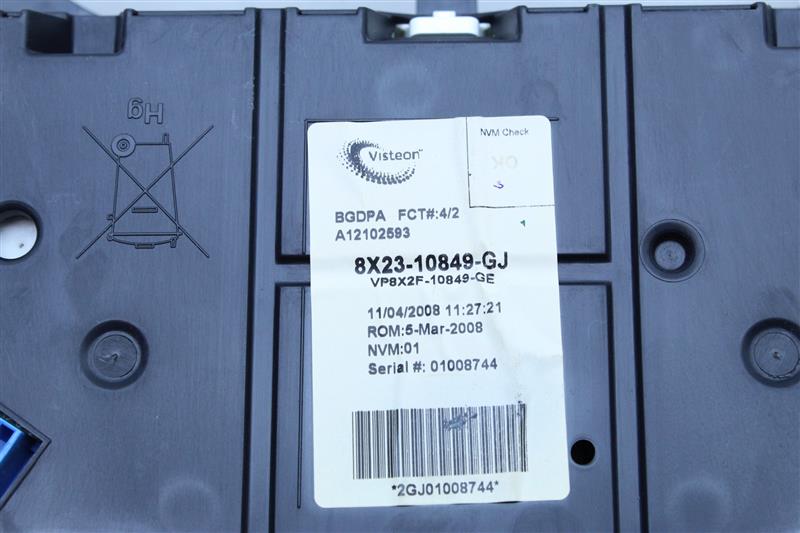 Hg
Visteon™
NVM Check
OK
BGDPA FCT#:4/2
A12102593
8X23-10849-GJ
VP8X2F-10849-GE
11/04/2008 11:27:21
ROM:5-Mar-2008
NVM:01
Serial #: 01008744
*2GJ01008744*